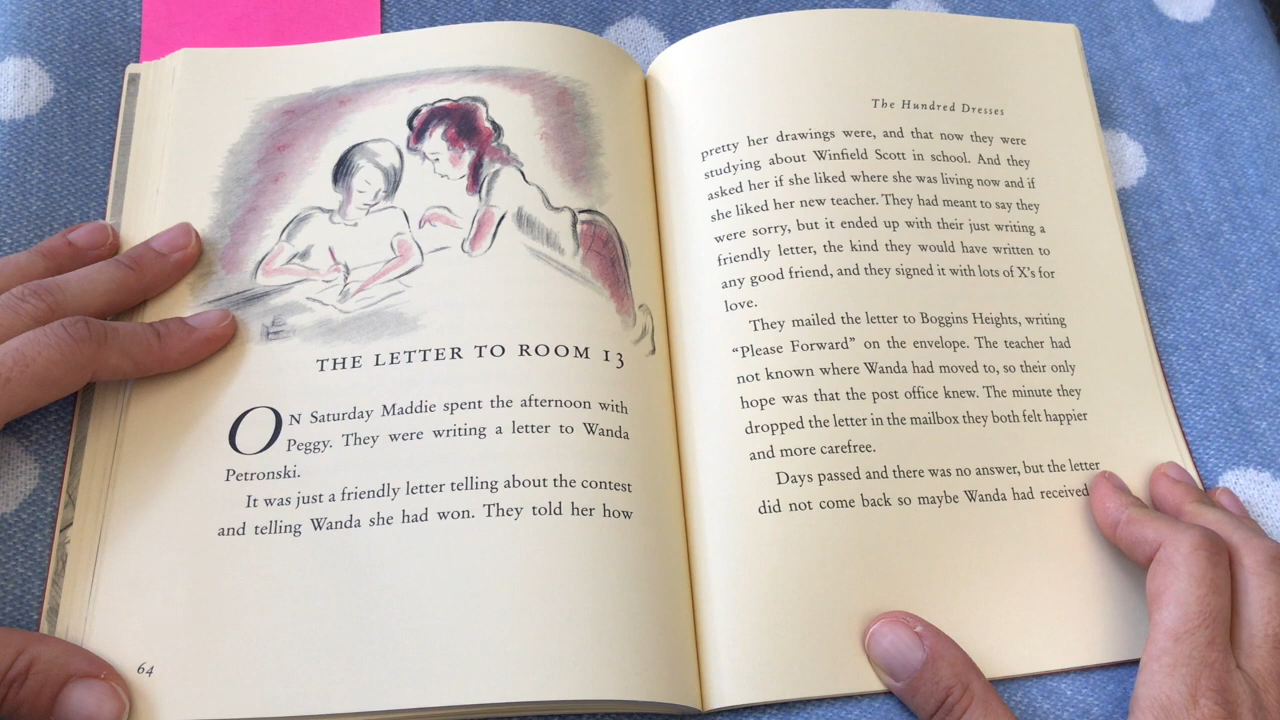 THE LETTER TO ROOM 13
ON Saturday Maddie spent the afternoon with
Peggy. They were writing a letter to Wanda
Petronski.
It was just a friendly letter telling about the contest
and telling Wanda she had won. They told her how
64
The Hundred Dresses
pretty her drawings were, and that now they were
studying about Winfield Scott in school. And they
asked her if she liked where she was living now and if
she liked her new teacher. They had meant to say they
were sorry, but it ended up with their just writing a
friendly letter, the kind they would have written to
any good friend, and they signed it with lots of X's for
love.
They mailed the letter to Boggins Heights, writing
“Please Forward” on the envelope. The teacher had
not known where Wanda had moved to, so their only
hope was that the post office knew. The minute they
dropped the letter in the mailbox they both felt happier
and more carefree.
Days passed and there was no answer, but the letter
did not come back so maybe Wanda had received